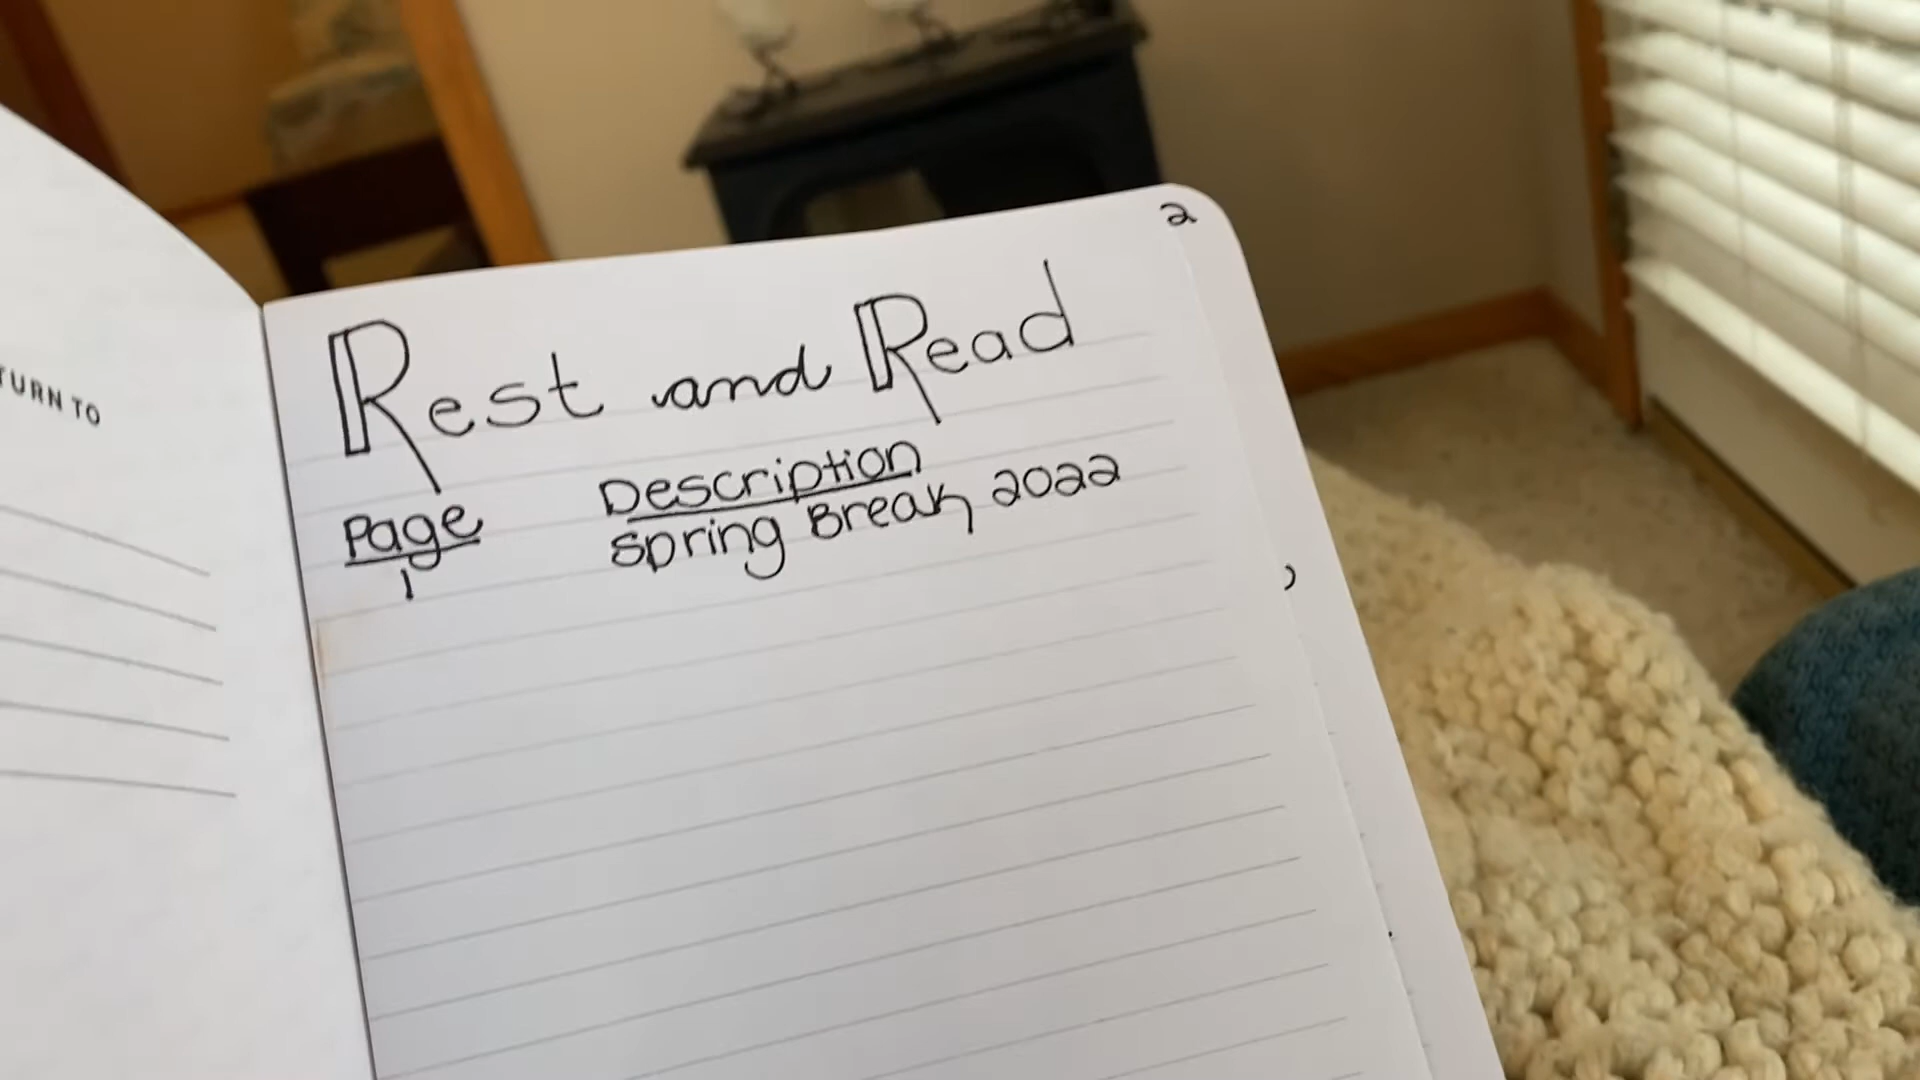 TURN TO
2
Rest and Read
Page Description
1 Spring Break 2022